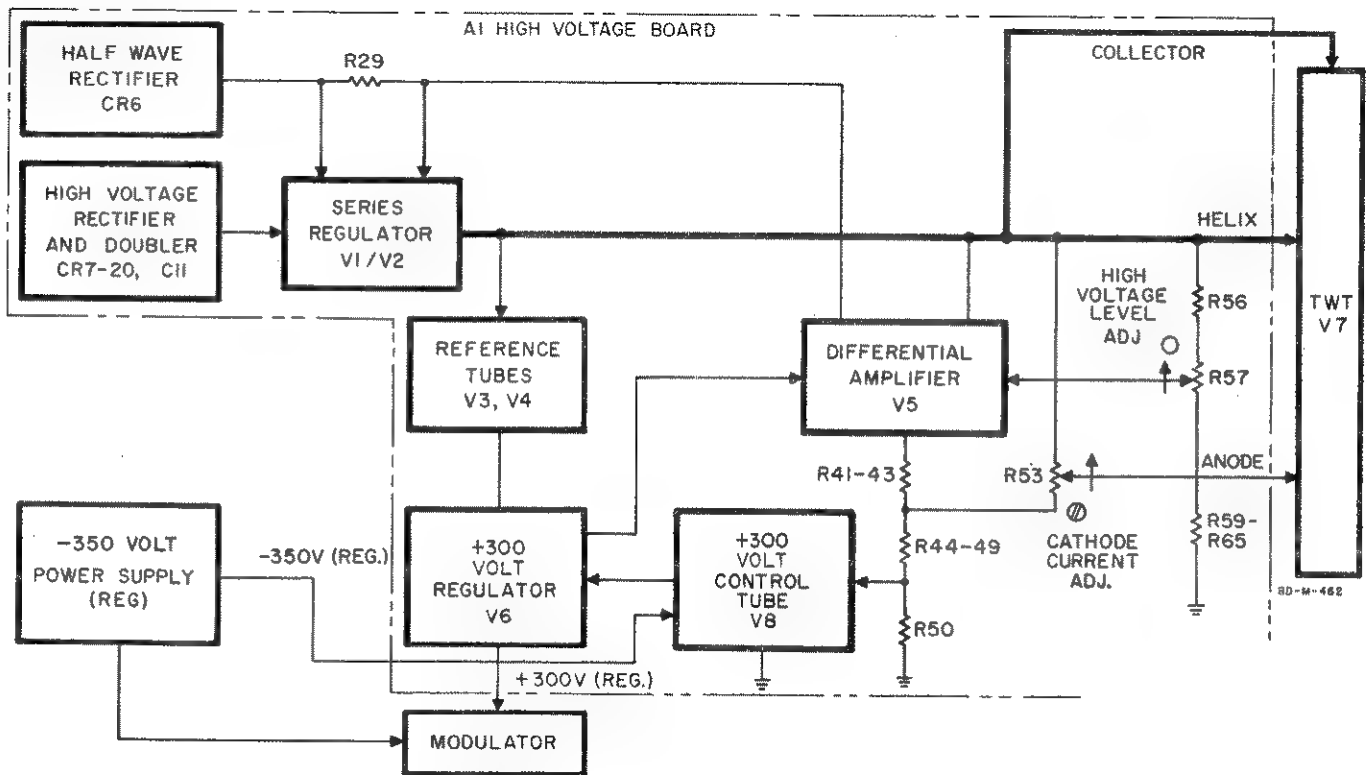 A1 HIGH VOLTAGE BOARD
HALF WAVE
RECTIFIER
CR6
R29
COLLECTOR
HIGH VOLTAGE
RECTIFIER
AND DOUBLER
CR7-20, C11
SERIES
REGULATOR
V1/V2
HELIX
TWT
V7
HIGH
VOLTAGE
LEVEL
ADJ
R56
R57
REFERENCE
TUBES
V3, V4
DIFFERENTIAL
AMPLIFIER
V5
R41-43
R53
ANODE
R59-
R65
-350 VOLT
POWER SUPPLY
(REG)
-350V (REG.)
+300
VOLT
REGULATOR
V6
+300
VOLT
CONTROL
TUBE
V8
R44-49
CATHODE
CURRENT
ADJ.
BD-M-462
R50
+300V (REG.)
MODULATOR